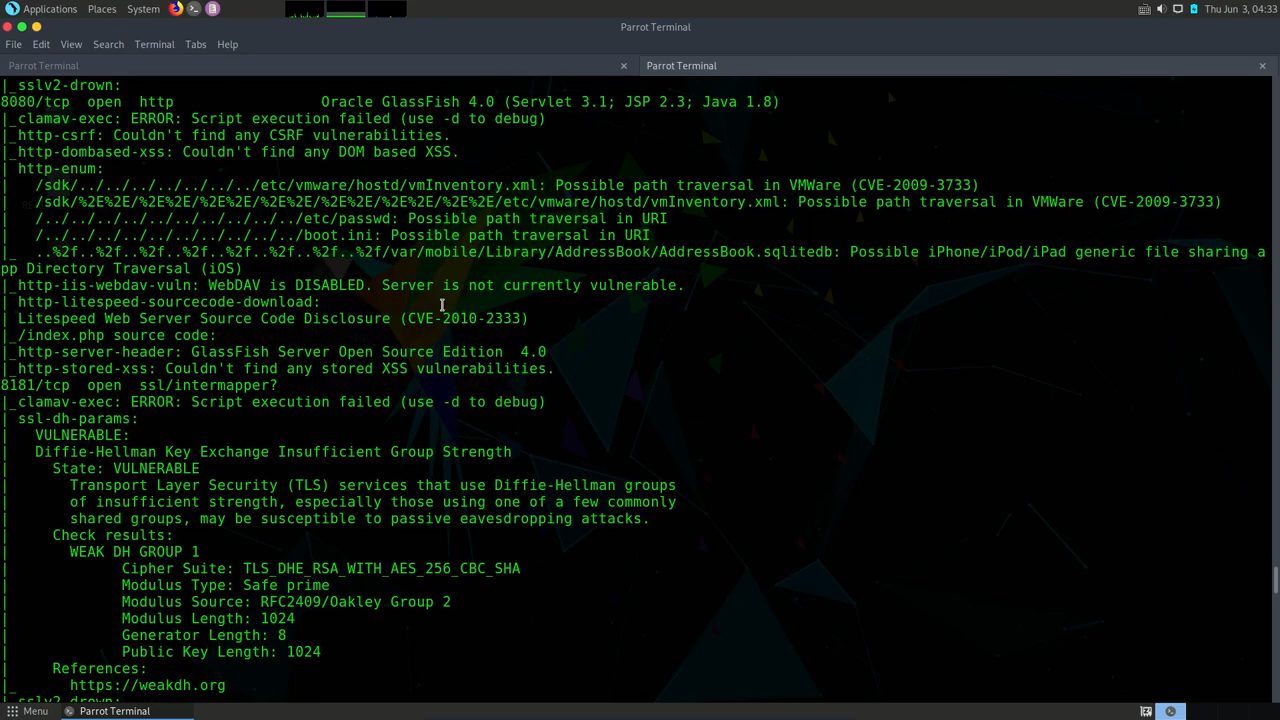 Applications Places System Thu Jun 3, 04:33
Parrot Terminal
File Edit View Search Terminal Tabs Help
Parrot Terminal × Parrot Terminal ×
|_sslv2-drown:
8080/tcp open http Oracle GlassFish 4.0 (Servlet 3.1; JSP 2.3; Java 1.8)
|_clamav-exec: ERROR: Script execution failed (use -d to debug)
|_http-csrf: Couldn't find any CSRF vulnerabilities.
|_http-dombased-xss: Couldn't find any DOM based XSS.
| http-enum:
|   /sdk/../../../../../../../etc/vmware/hostd/vmInventory.xml: Possible path traversal in VMWare (CVE-2009-3733)
|   /sdk/%2E%2E/%2E%2E/%2E%2E/%2E%2E/%2E%2E/%2E%2E/%2E%2E/etc/vmware/hostd/vmInventory.xml: Possible path traversal in VMWare (CVE-2009-3733)
|   /../../../../../../../../../../etc/passwd: Possible path traversal in URI
|   /../../../../../../../../../../boot.ini: Possible path traversal in URI
|_  ..%2f..%2f..%2f..%2f..%2f..%2f..%2f..%2f/var/mobile/Library/AddressBook/AddressBook.sqlitedb: Possible iPhone/iPod/iPad generic file sharing a
pp Directory Traversal (iOS)
|_http-iis-webdav-vuln: WebDAV is DISABLED. Server is not currently vulnerable.
| http-litespeed-sourcecode-download:
| Litespeed Web Server Source Code Disclosure (CVE-2010-2333)
|_/index.php source code:
|_http-server-header: GlassFish Server Open Source Edition  4.0
|_http-stored-xss: Couldn't find any stored XSS vulnerabilities.
8181/tcp open ssl/intermapper?
|_clamav-exec: ERROR: Script execution failed (use -d to debug)
| ssl-dh-params:
|   VULNERABLE:
|   Diffie-Hellman Key Exchange Insufficient Group Strength
|     State: VULNERABLE
|       Transport Layer Security (TLS) services that use Diffie-Hellman groups
|       of insufficient strength, especially those using one of a few commonly
|       shared groups, may be susceptible to passive eavesdropping attacks.
|     Check results:
|       WEAK DH GROUP 1
|             Cipher Suite: TLS_DHE_RSA_WITH_AES_256_CBC_SHA
|             Modulus Type: Safe prime
|             Modulus Source: RFC2409/Oakley Group 2
|             Modulus Length: 1024
|             Generator Length: 8
|             Public Key Length: 1024
|     References:
|_      https://weakdh.org
|_sslv2-drown:
Menu Parrot Terminal